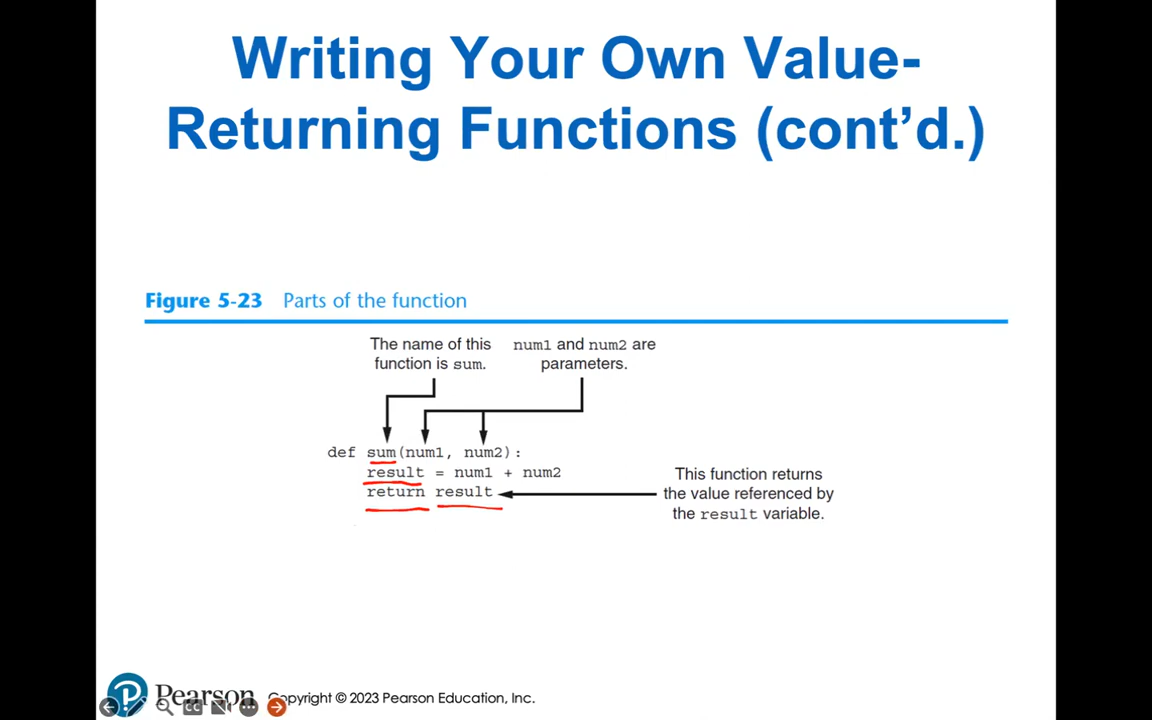 Writing Your Own Value-
Returning Functions (cont’d.)
Figure 5-23 Parts of the function
The name of this
function is sum.
num1 and num2 are
parameters.
def sum(num1, num2):
result = num1 + num2
return result
This function returns
the value referenced by
the result variable.
Pearson Copyright © 2023 Pearson Education, Inc.
CC